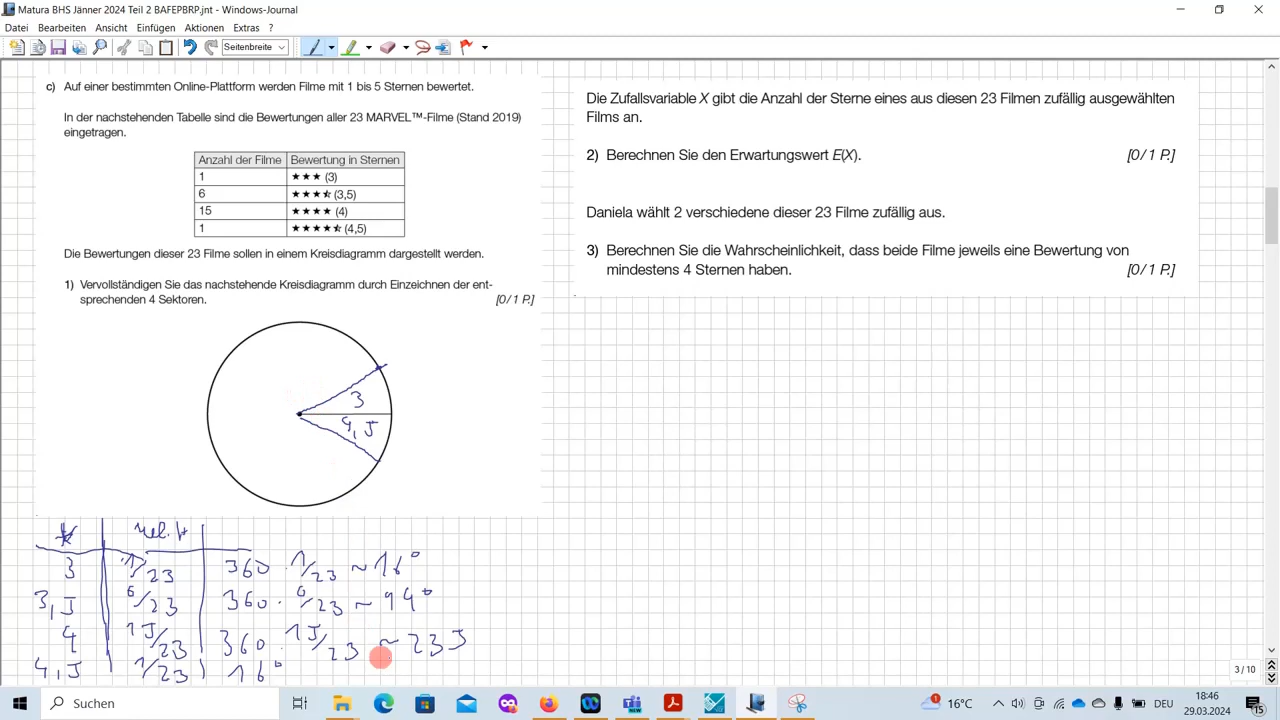 Matura BHS Jänner 2024 Teil 2 BAFEPBRP.jnt - Windows-Journal
Datei Bearbeiten Ansicht Einfügen Aktionen Extras ?
Seitenbreite
c) Auf einer bestimmten Online-Plattform werden Filme mit 1 bis 5 Sternen bewertet.
In der nachstehenden Tabelle sind die Bewertungen aller 23 MARVEL™-Filme (Stand 2019)
eingetragen.
Anzahl der Filme Bewertung in Sternen
1 ★★★ (3)
6 ★★★⯨ (3,5)
15 ★★★★ (4)
1 ★★★★⯨ (4,5)
Die Bewertungen dieser 23 Filme sollen in einem Kreisdiagramm dargestellt werden.
1) Vervollständigen Sie das nachstehende Kreisdiagramm durch Einzeichnen der ent-
sprechenden 4 Sektoren. [0/1 P.]
3
4,5
* rel. H
3 1/23 360 · 1/23 ~ 16°
3,5 6/23 360 · 6/23 ~ 94°
4 15/23 360 · 15/23 ~ 235
4,5 1/23 16°
Die Zufallsvariable X gibt die Anzahl der Sterne eines aus diesen 23 Filmen zufällig ausgewählten
Films an.
2) Berechnen Sie den Erwartungswert E(X). [0/1 P.]
Daniela wählt 2 verschiedene dieser 23 Filme zufällig aus.
3) Berechnen Sie die Wahrscheinlichkeit, dass beide Filme jeweils eine Bewertung von
mindestens 4 Sternen haben. [0/1 P.]
3 / 10
Suchen
1
16°C
DEU
18:46
29.03.2024
15